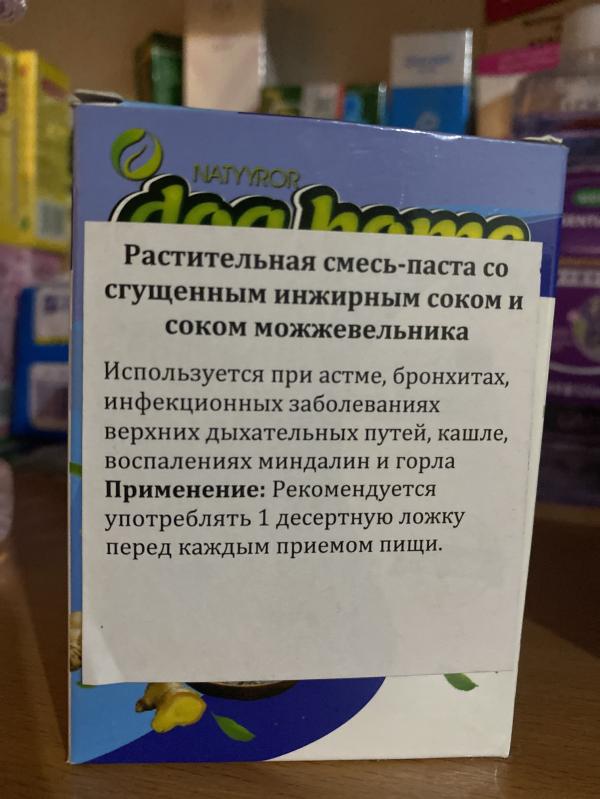 NATYYROR
Растительная смесь-паста со
сгущенным инжирным соком и
соком можжевельника
Используется при астме, бронхитах,
инфекционных заболеваниях
верхних дыхательных путей, кашле,
воспалениях миндалин и горла
Применение: Рекомендуется
употреблять 1 десертную ложку
перед каждым приемом пищи.